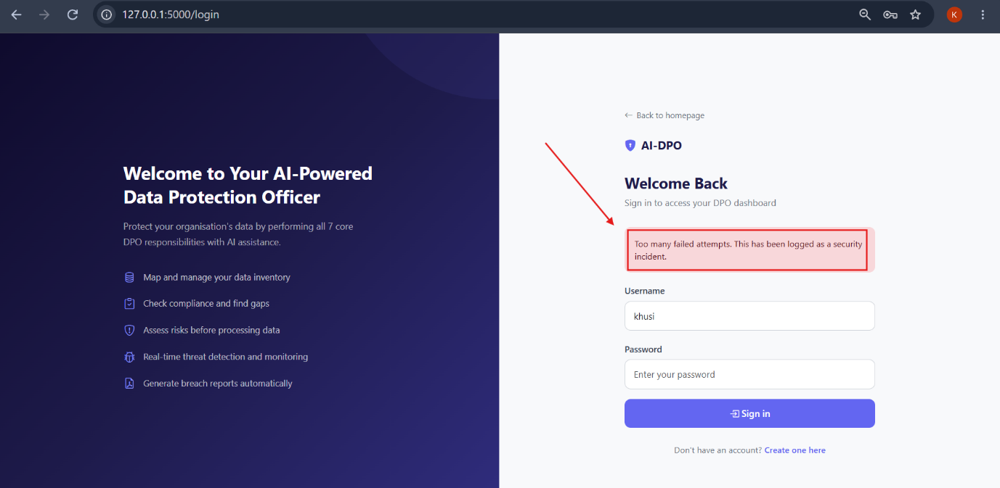 127.0.0.1:5000/login
K
Welcome to Your AI-Powered
Data Protection Officer
Protect your organisation's data by performing all 7 core
DPO responsibilities with AI assistance.
Map and manage your data inventory
Check compliance and find gaps
Assess risks before processing data
Real-time threat detection and monitoring
Generate breach reports automatically
← Back to homepage
AI-DPO
Welcome Back
Sign in to access your DPO dashboard
Too many failed attempts. This has been logged as a security
incident.
Username
khusi
Password
Enter your password
Sign in
Don't have an account? Create one here